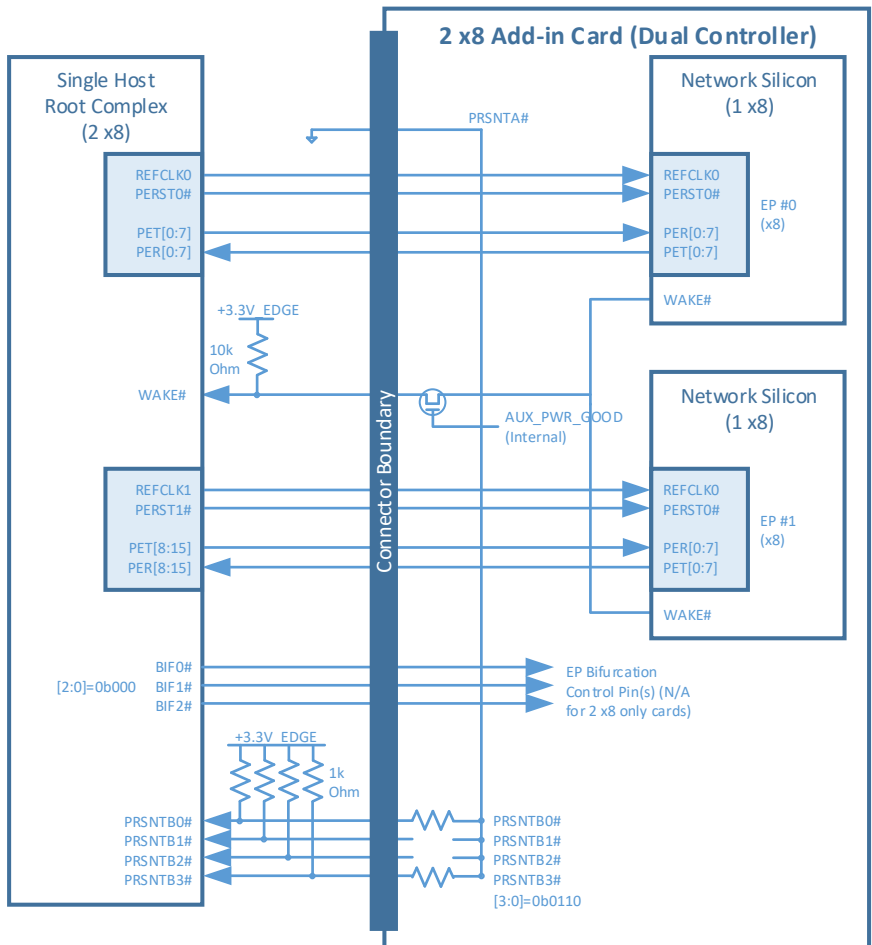 2 x8 Add-in Card (Dual Controller)
Single Host
Root Complex
(2 x8)
REFCLK0
PERST0#
PET[0:7]
PER[0:7]
+3.3V_EDGE
10k
Ohm
WAKE#
REFCLK1
PERST1#
PET[8:15]
PER[8:15]
BIF0#
[2:0]=0b000 BIF1#
BIF2#
+3.3V_EDGE
1k
Ohm
PRSNTB0#
PRSNTB1#
PRSNTB2#
PRSNTB3#
Connector Boundary
PRSNTA#
Network Silicon
(1 x8)
REFCLK0
PERST0#
PER[0:7]
PET[0:7]
EP #0
(x8)
WAKE#
AUX_PWR_GOOD
(Internal)
Network Silicon
(1 x8)
REFCLK0
PERST0#
PER[0:7]
PET[0:7]
EP #1
(x8)
WAKE#
EP Bifurcation
Control Pin(s) (N/A
for 2 x8 only cards)
PRSNTB0#
PRSNTB1#
PRSNTB2#
PRSNTB3#
[3:0]=0b0110